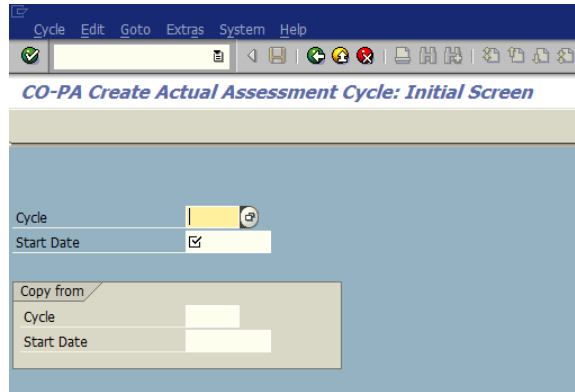 Cycle Edit Goto Extras System Help
CO-PA Create Actual Assessment Cycle: Initial Screen
Cycle
Start Date
Copy from
Cycle
Start Date